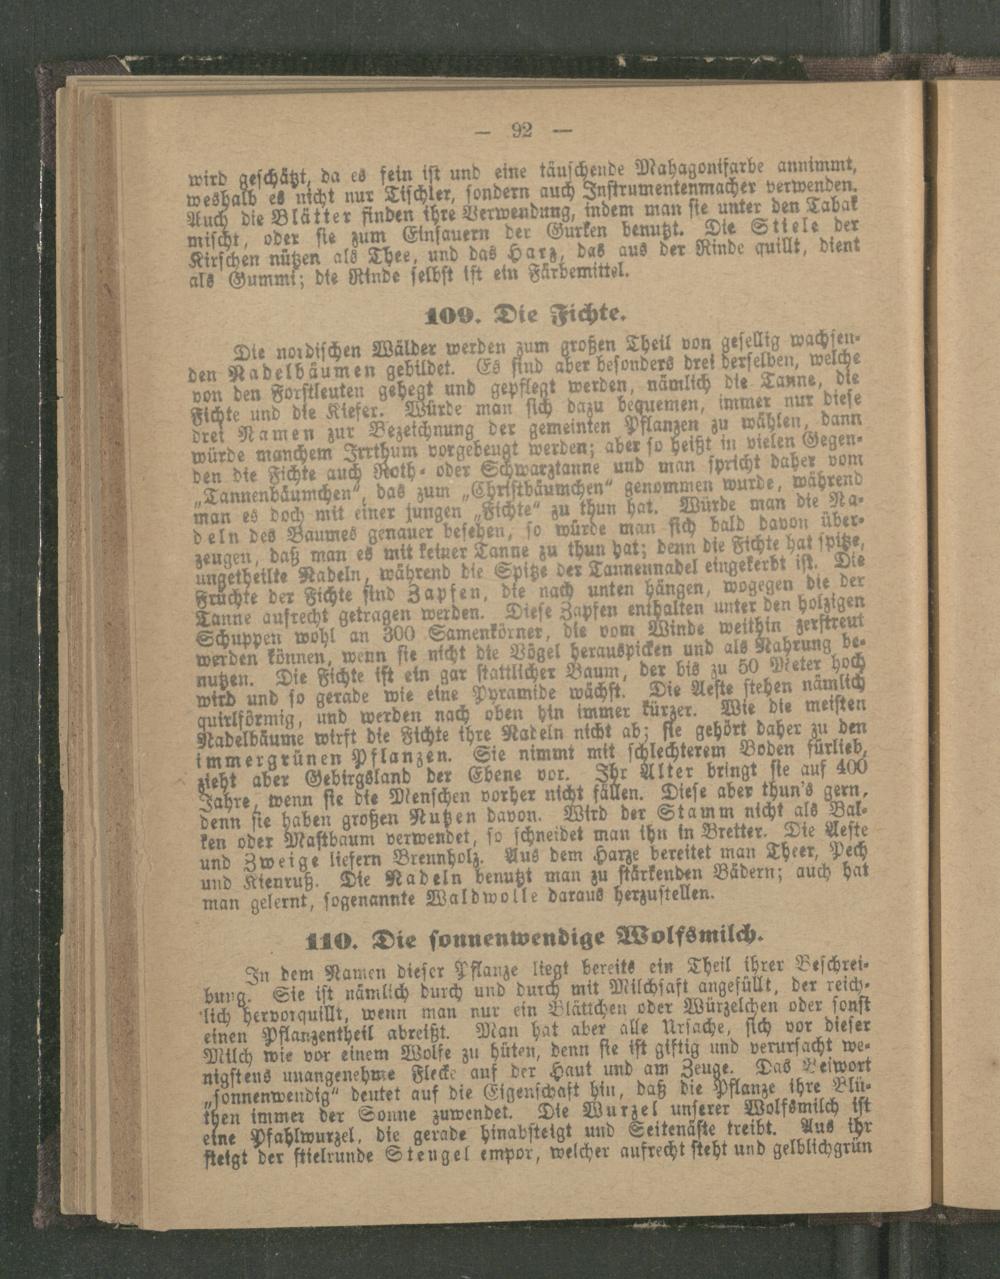 — 92 —
wird geschätzt, da es fein ist und eine täuschende Mahagonifarbe annimmt,
weshalb es nicht nur Tischler, sondern auch Instrumentenmacher verwenden.
Auch die Blätter finden ihre Verwendung, indem man sie unter den Tabak
mischt, oder sie zum Einsauern der Gurken benutzt. Die Stiele der
Kirschen nützen als Thee, und das Harz, das aus der Rinde quillt, dient
als Gummi; die Rinde selbst ist ein Färbemittel.
109. Die Fichte.
Die nordischen Wälder werden zum großen Theil von gesellig wachsen-
den Nadelbäumen gebildet. Es sind aber besonders drei derselben, welche
von den Forstleuten gehegt und gepflegt werden, nämlich die Tanne, die
Fichte und die Kiefer. Würde man sich dazu bequemen, immer nur diese
drei Namen zur Bezeichnung der gemeinten Pflanzen zu wählen, dann
würde manchem Irrthum vorgebeugt werden; aber so heißt in vielen Gegen-
den die Fichte auch Roth- oder Schwarztanne und man spricht daher vom
„Tannenbäumchen“, das zum „Christbäumchen“ genommen wurde, während
man es doch mit einer jungen „Fichte“ zu thun hat. Würde man die Na-
deln des Baumes genauer besehen, so würde man sich bald davon über-
zeugen, daß man es mit keiner Tanne zu thun hat; denn die Fichte hat spitze,
ungetheilte Nadeln, während die Spitze der Tannennadel eingekerbt ist. Die
Früchte der Fichte sind Zapfen, die nach unten hängen, wogegen die der
Tanne aufrecht getragen werden. Diese Zapfen enthalten unter den holzigen
Schuppen wohl an 300 Samenkörner, die vom Winde weithin zerstreut
werden können, wenn sie nicht die Vögel herauspicken und als Nahrung be-
nutzen. Die Fichte ist ein gar stattlicher Baum, der bis zu 50 Meter hoch
wird und so gerade wie eine Pyramide wächst. Die Aeste stehen nämlich
quirlförmig, und werden nach oben hin immer kürzer. Wie die meisten
Nadelbäume wirft die Fichte ihre Nadeln nicht ab; sie gehört daher zu den
immergrünen Pflanzen. Sie nimmt mit schlechterem Boden fürlieb,
zieht aber Gebirgsland der Ebene vor. Ihr Alter bringt sie auf 400
Jahre, wenn sie die Menschen vorher nicht fällen. Diese aber thun's gern,
denn sie haben großen Nutzen davon. Wird der Stamm nicht als Bal-
ken oder Mastbaum verwendet, so schneidet man ihn in Bretter. Die Aeste
und Zweige liefern Brennholz. Aus dem Harze bereitet man Theer, Pech
und Kienruß. Die Nadeln benutzt man zu stärkenden Bädern; auch hat
man gelernt, sogenannte Waldwolle daraus herzustellen.
110. Die sonnenwendige Wolfsmilch.
In dem Namen dieser Pflanze liegt bereits ein Theil ihrer Beschrei-
bung. Sie ist nämlich durch und durch mit Milchsaft angefüllt, der reich-
lich hervorquillt, wenn man nur ein Blättchen oder Würzelchen oder sonst
einen Pflanzentheil abreißt. Man hat aber alle Ursache, sich vor dieser
Milch wie vor einem Wolfe zu hüten, denn sie ist giftig und verursacht we-
nigstens unangenehme Flecke auf der Haut und am Zeuge. Das Beiwort
„sonnenwendig“ deutet auf die Eigenschaft hin, daß die Pflanze ihre Blü-
then immer der Sonne zuwendet. Die Wurzel unserer Wolfsmilch ist
eine Pfahlwurzel, die gerade hinabsteigt und Seitenäste treibt. Aus ihr
steigt der stielrunde Stengel empor, welcher aufrecht steht und gelblichgrün